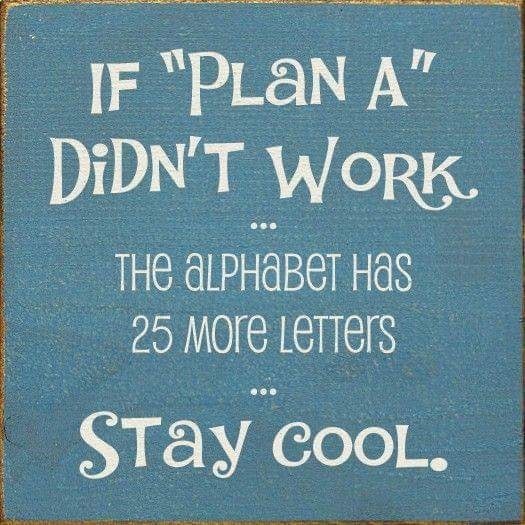 IF "PLaN A"
DiDN'T WORK
...
THe aLPHaBeT Has
25 More LeTTers
...
STay cooL.